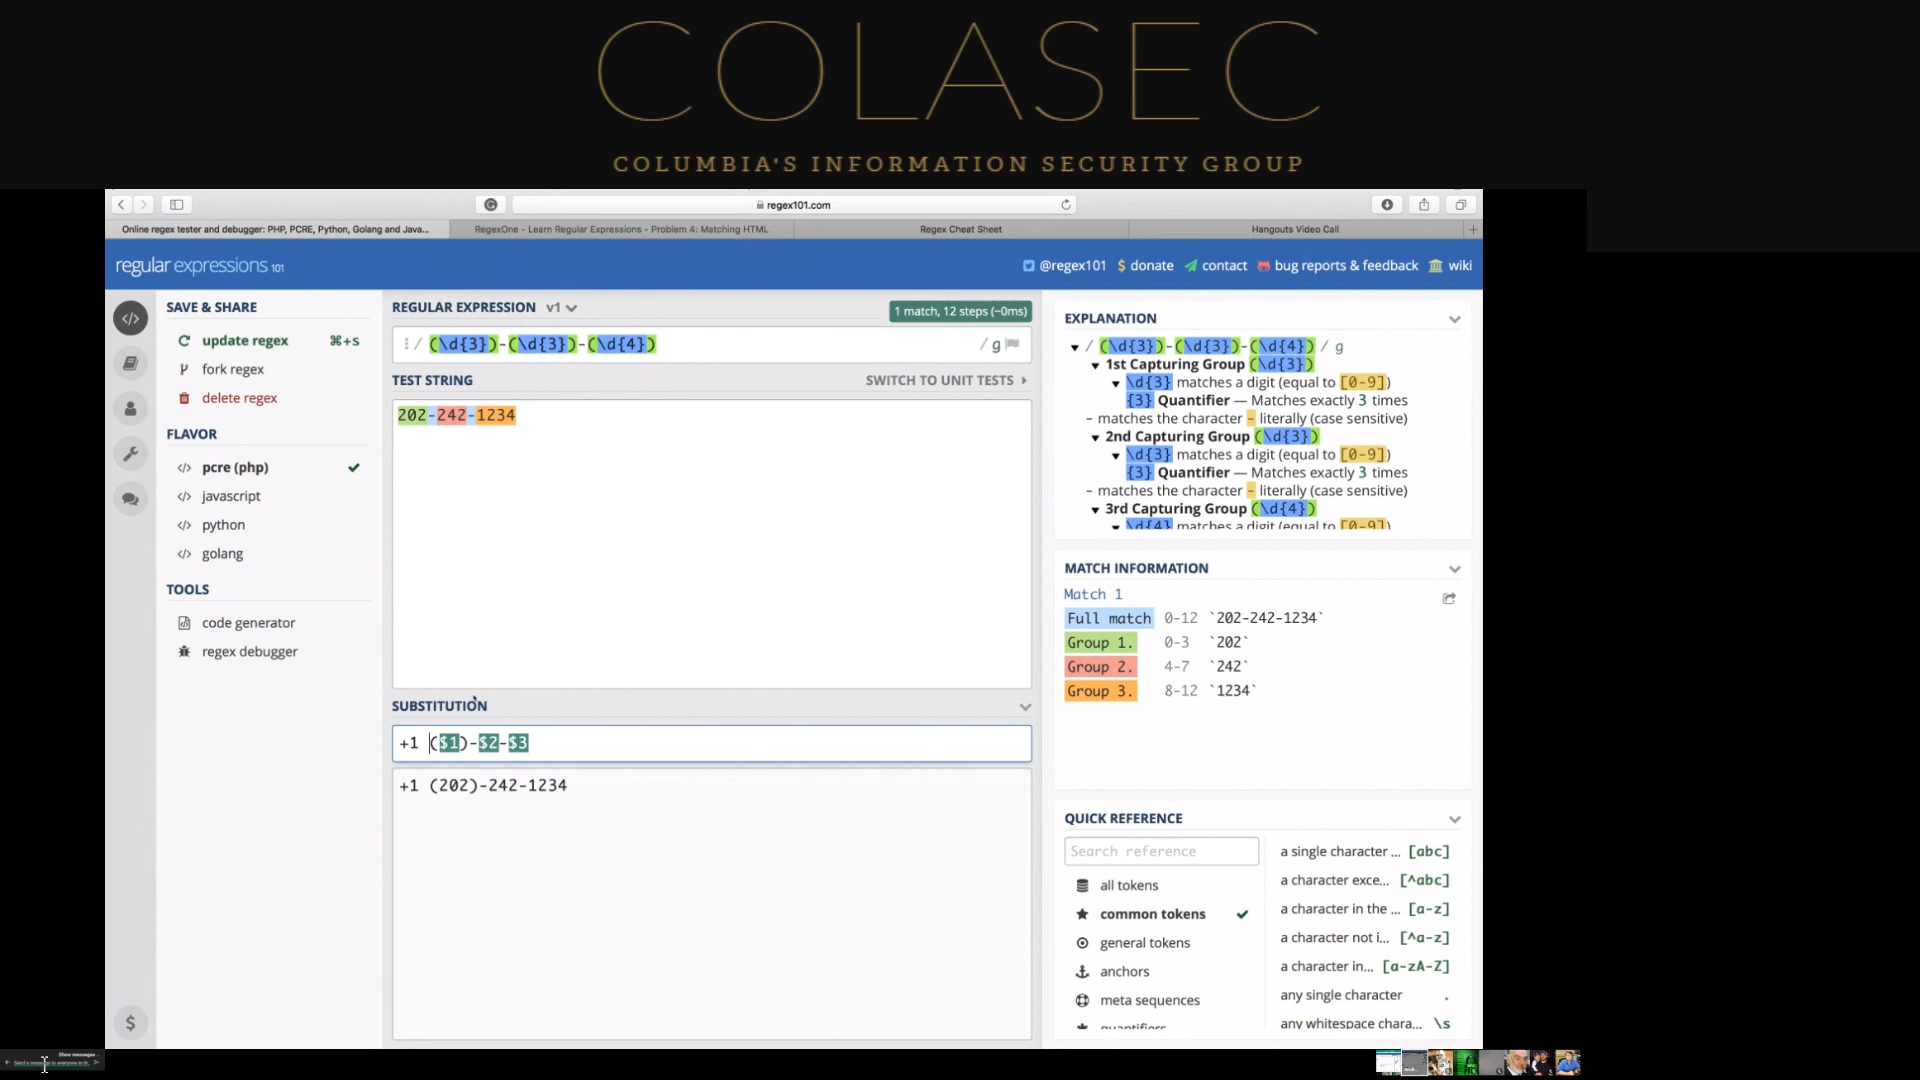 COLASEC
COLUMBIA'S INFORMATION SECURITY GROUP
regex101.com
Online regex tester and debugger: PHP, PCRE, Python, Golang and Java...
RegexOne - Learn Regular Expressions - Problem 4: Matching HTML
Regex Cheat Sheet
Hangouts Video Call
regular expressions 101
@regex101
$ donate
contact
bug reports & feedback
wiki
SAVE & SHARE
update regex ⌘+s
fork regex
delete regex
FLAVOR
</> pcre (php)
</> javascript
</> python
</> golang
TOOLS
code generator
regex debugger
$
REGULAR EXPRESSION v1
1 match, 12 steps (~0ms)
/ (\d{3})-(\d{3})-(\d{4}) / g
TEST STRING
SWITCH TO UNIT TESTS
202-242-1234
SUBSTITUTION
+1 ($1)-$2-$3
+1 (202)-242-1234
EXPLANATION
/ (\d{3})-(\d{3})-(\d{4}) / g
1st Capturing Group (\d{3})
\d{3} matches a digit (equal to [0-9])
{3} Quantifier — Matches exactly 3 times
- matches the character - literally (case sensitive)
2nd Capturing Group (\d{3})
\d{3} matches a digit (equal to [0-9])
{3} Quantifier — Matches exactly 3 times
- matches the character - literally (case sensitive)
3rd Capturing Group (\d{4})
\d{4} matches a digit (equal to [0-9])
MATCH INFORMATION
Match 1
Full match 0-12 `202-242-1234`
Group 1. 0-3 `202`
Group 2. 4-7 `242`
Group 3. 8-12 `1234`
QUICK REFERENCE
Search reference
all tokens
common tokens
general tokens
anchors
meta sequences
quantifiers
a single character ... [abc]
a character exce... [^abc]
a character in the ... [a-z]
a character not i... [^a-z]
a character in... [a-zA-Z]
any single character .
any whitespace chara... \s
Show messages